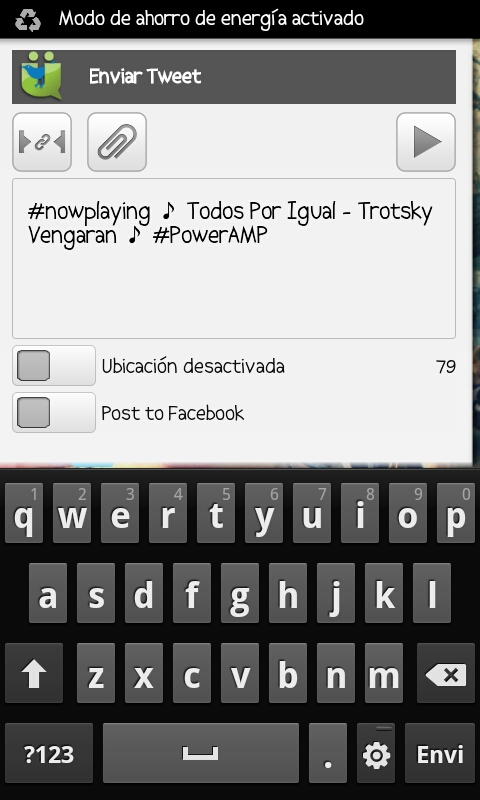 Modo de ahorro de energía activado
Enviar Tweet
#nowplaying ♪ Todos Por Igual - Trotsky
Vengaran ♪ #PowerAMP
Ubicación desactivada 79
Post to Facebook
1 2 3 4 5 6 7 8 9 0
q w e r t y u i o p
a s d f g h j k l
z x c v b n m
?123 . Envi